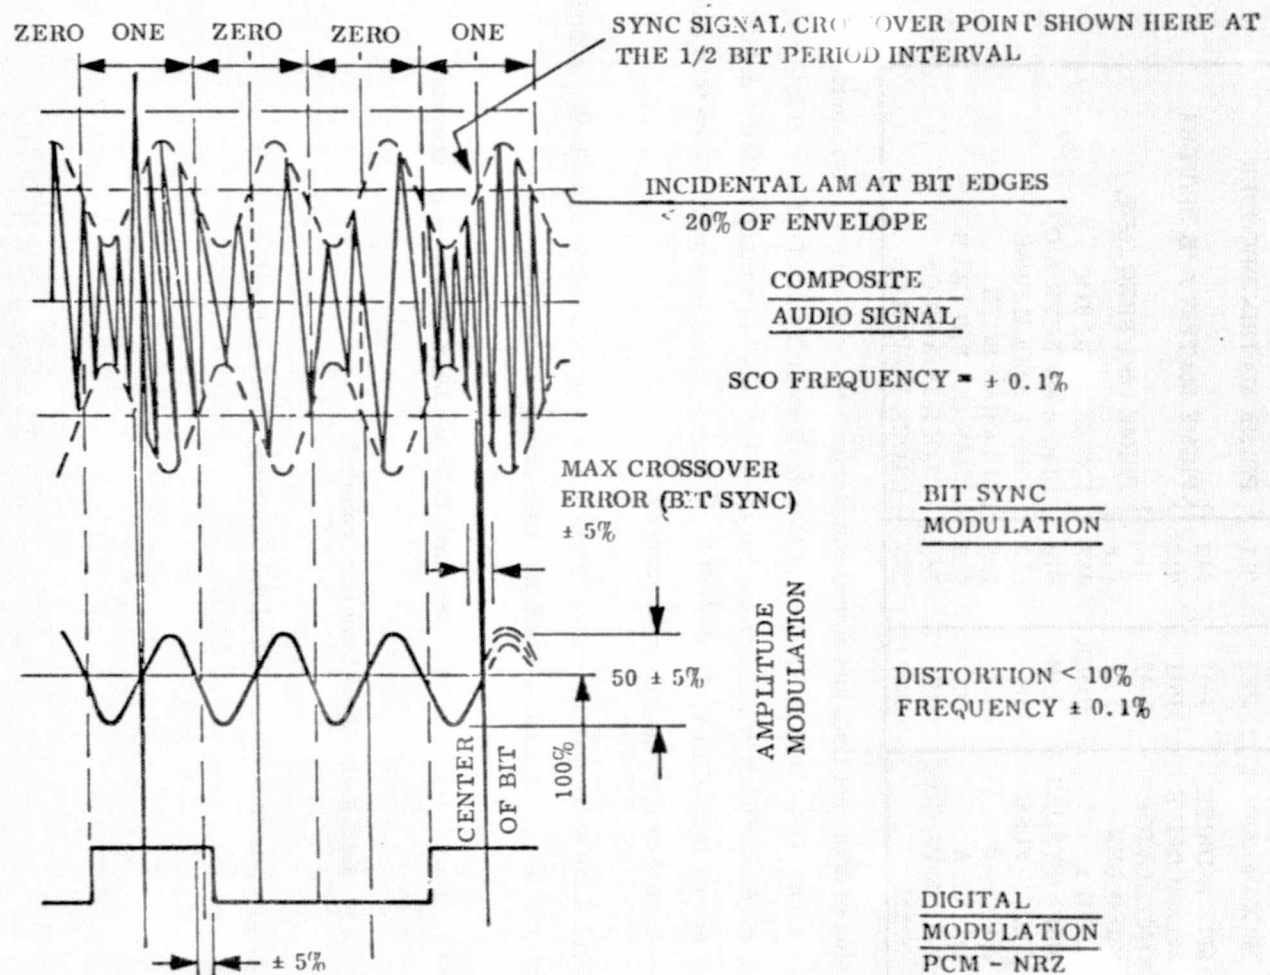 ZERO ONE ZERO ZERO ONE
SYNC SIGNAL OVER POINT SHOWN HERE AT
THE 1/2 BIT PERIOD INTERVAL
INCIDENTAL AM AT BIT EDGES
< 20% OF ENVELOPE
COMPOSITE
AUDIO SIGNAL
SCO FREQUENCY = ± 0.1%
MAX CROSSOVER
ERROR (BIT SYNC)
± 5%
BIT SYNC
MODULATION
50 ± 5%
100%
AMPLITUDE
MODULATION
DISTORTION < 10%
FREQUENCY ± 0.1%
CENTER
OF BIT
DIGITAL
MODULATION
PCM - NRZ
± 5%